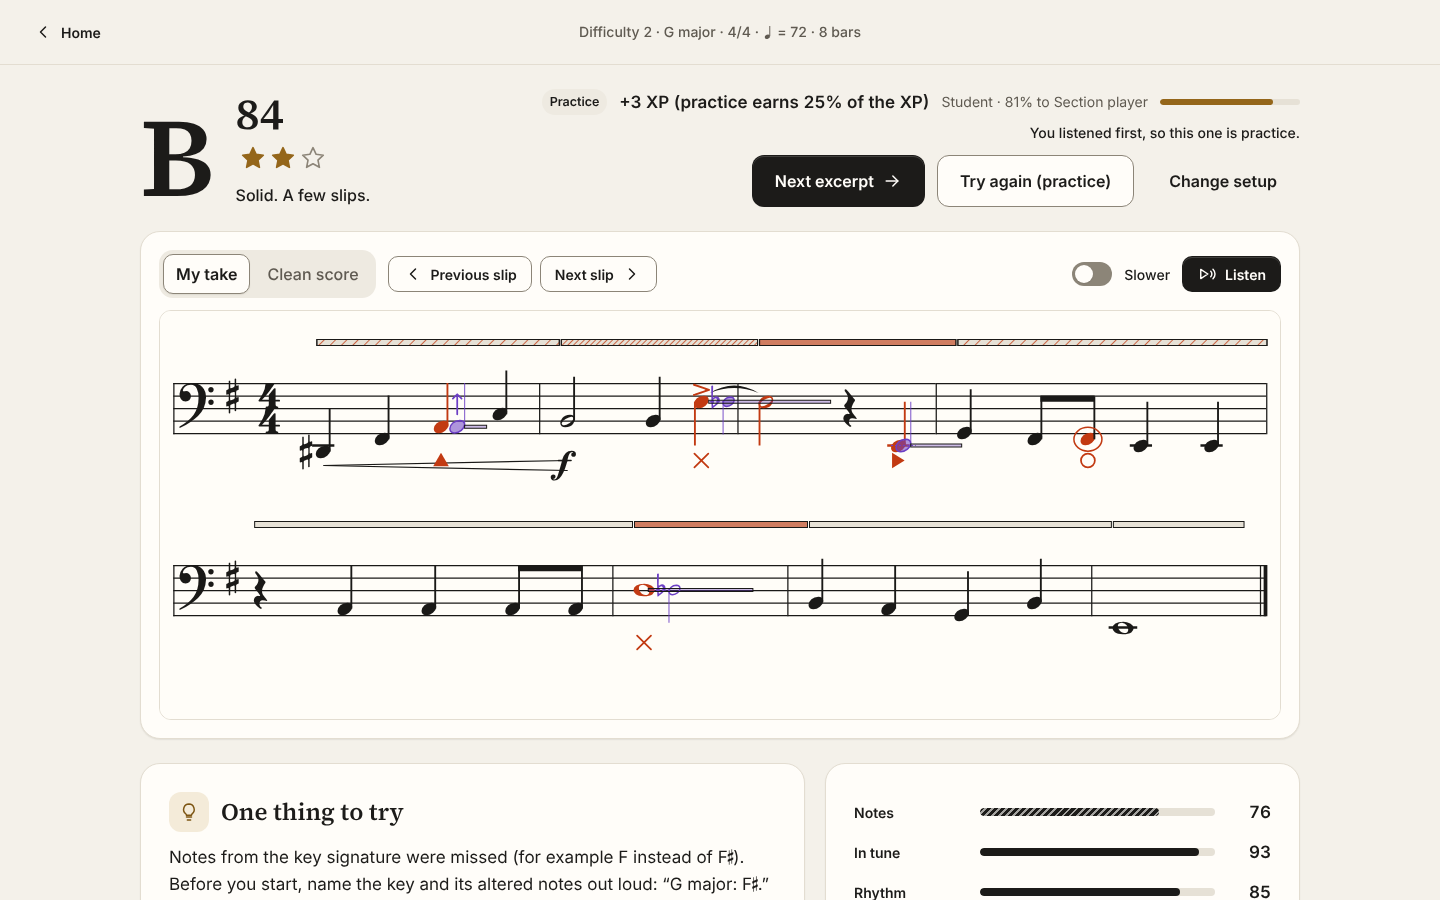 Home
Difficulty 2 · G major · 4/4 · ♩ = 72 · 8 bars
B
84
Solid. A few slips.
Practice +3 XP (practice earns 25% of the XP) Student · 81% to Section player
You listened first, so this one is practice.
Next excerpt → Try again (practice) Change setup
My take Clean score Previous slip Next slip Slower Listen
4
4
f
One thing to try
Notes from the key signature were missed (for example F instead of F♯).
Before you start, name the key and its altered notes out loud: “G major: F♯.”
Notes 76
In tune 93
Rhythm 85